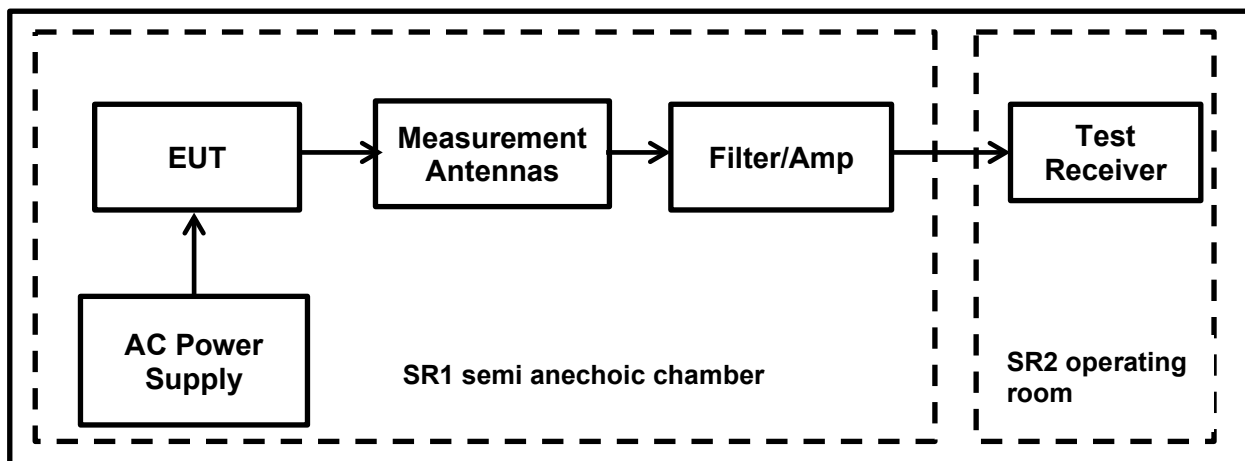 EUT
Measurement
Antennas
Filter/Amp
Test
Receiver
AC Power
Supply
SR1 semi anechoic chamber
SR2 operating
room